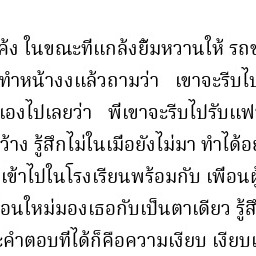 ค้ง ในขณะที่แกล้งยิ้มหวานให้ รถข
ทำหน้างงแล้วถามว่า เขาจะรีบไป
เองไปเลยว่า พี่เขาจะรีบไปรับแฟ
ว้าง รู้สึกไม่ในเมื่อยังไม่มา ทำได้อย
เข้าไปในโรงเรียนพร้อมกับ เพื่อนผู้
อนใหม่มองเธอกับเป็นตาเดียว รู้สึ
ะคำตอบที่ได้ก็คือความเงียบ เงียบเ